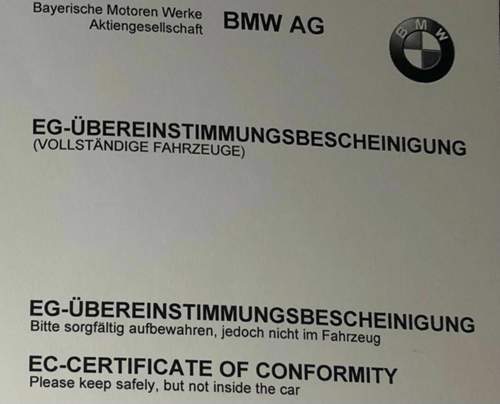 Bayerische Motoren Werke
Aktiengesellschaft
BMW AG
BMW
EG-ÜBEREINSTIMMUNGSBESCHEINIGUNG
(VOLLSTÄNDIGE FAHRZEUGE)
EG-ÜBEREINSTIMMUNGSBESCHEINIGUNG
Bitte sorgfältig aufbewahren, jedoch nicht im Fahrzeug
EC-CERTIFICATE OF CONFORMITY
Please keep safely, but not inside the car